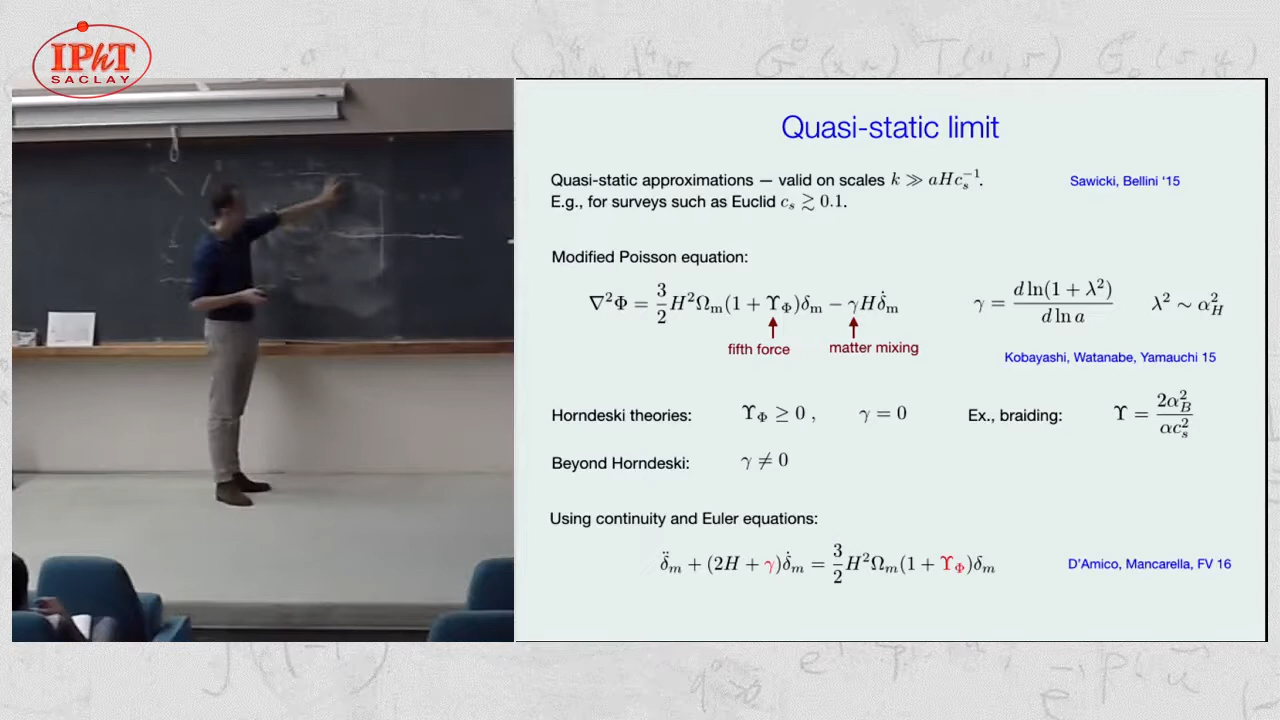 IPhT
SACLAY
Quasi-static limit
Quasi-static approximations — valid on scales k ≫ aHc_s^{-1}.
Sawicki, Bellini ‘15
E.g., for surveys such as Euclid c_s ≳ 0.1.
Modified Poisson equation:
∇²Φ = 3/2 H²Ω_m(1 + ϒ_Φ)δ_m − γHδ̇_m    γ = d ln(1 + λ²) / d ln a    λ² ∼ α_H²
fifth force    matter mixing
Kobayashi, Watanabe, Yamauchi 15
Horndeski theories:    ϒ_Φ ≥ 0 ,    γ = 0    Ex., braiding:    ϒ = 2α_B² / αc_s²
Beyond Horndeski:    γ ≠ 0
Using continuity and Euler equations:
δ̈_m + (2H + γ)δ̇_m = 3/2 H²Ω_m(1 + ϒ_Φ)δ_m    D’Amico, Mancarella, FV 16